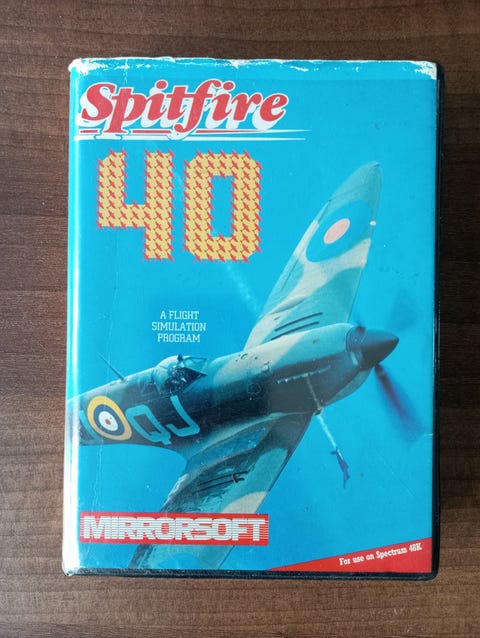 Spitfire
40
A FLIGHT
SIMULATION
PROGRAM
QJ
MIRRORSOFT
For use on Spectrum 48K